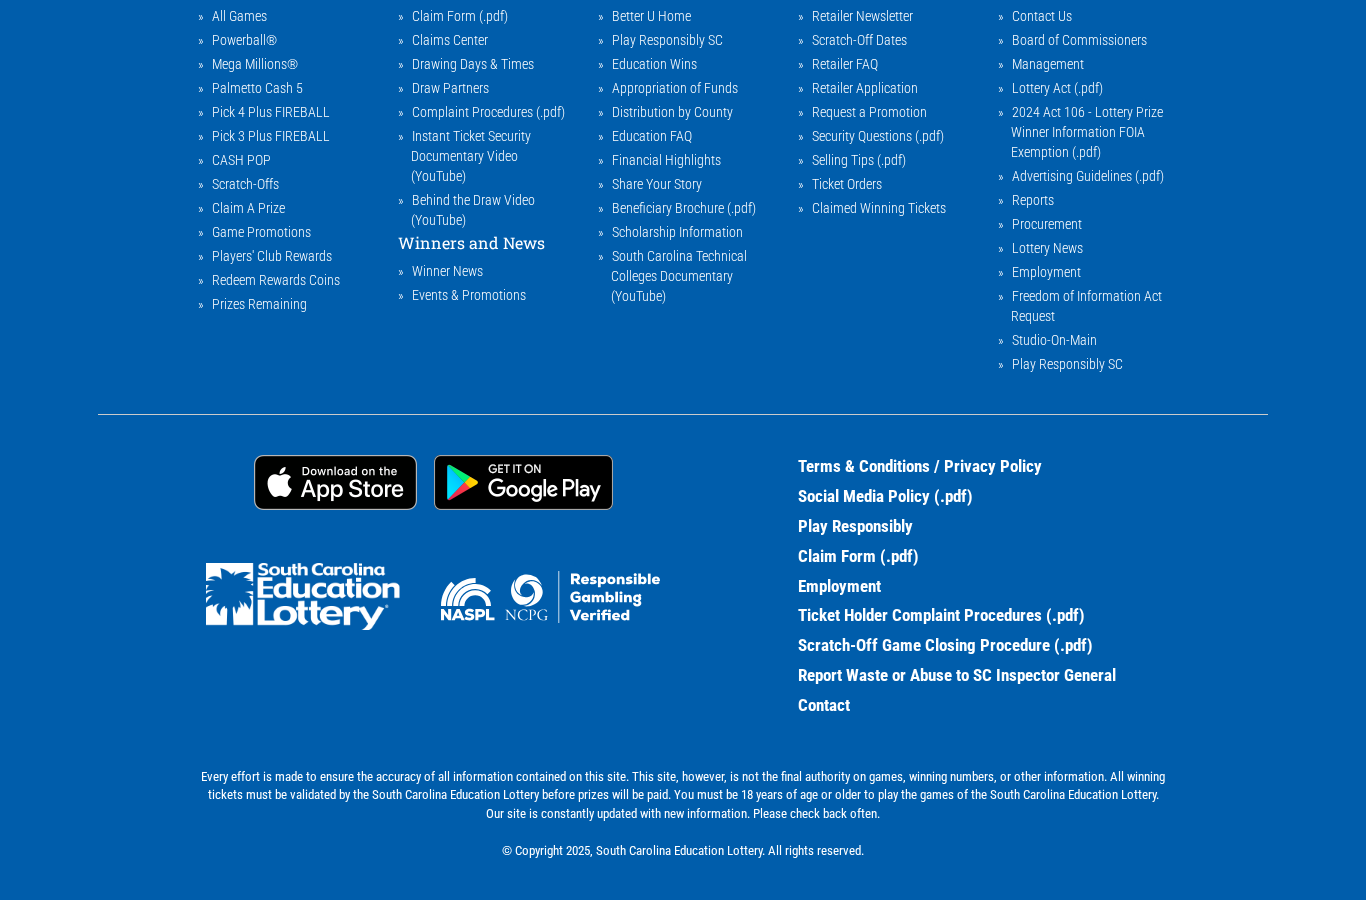 » All Games
» Powerball®
» Mega Millions®
» Palmetto Cash 5
» Pick 4 Plus FIREBALL
» Pick 3 Plus FIREBALL
» CASH POP
» Scratch-Offs
» Claim A Prize
» Game Promotions
» Players' Club Rewards
» Redeem Rewards Coins
» Prizes Remaining
» Claim Form (.pdf)
» Claims Center
» Drawing Days & Times
» Draw Partners
» Complaint Procedures (.pdf)
» Instant Ticket Security
Documentary Video
(YouTube)
» Behind the Draw Video
(YouTube)
Winners and News
» Winner News
» Events & Promotions
» Better U Home
» Play Responsibly SC
» Education Wins
» Appropriation of Funds
» Distribution by County
» Education FAQ
» Financial Highlights
» Share Your Story
» Beneficiary Brochure (.pdf)
» Scholarship Information
» South Carolina Technical
Colleges Documentary
(YouTube)
» Retailer Newsletter
» Scratch-Off Dates
» Retailer FAQ
» Retailer Application
» Request a Promotion
» Security Questions (.pdf)
» Selling Tips (.pdf)
» Ticket Orders
» Claimed Winning Tickets
» Contact Us
» Board of Commissioners
» Management
» Lottery Act (.pdf)
» 2024 Act 106 - Lottery Prize
Winner Information FOIA
Exemption (.pdf)
» Advertising Guidelines (.pdf)
» Reports
» Procurement
» Lottery News
» Employment
» Freedom of Information Act
Request
» Studio-On-Main
» Play Responsibly SC
Download on the
App Store
GET IT ON
Google Play
South Carolina
Education
Lottery®
NASPL
NCPG
Responsible
Gambling
Verified
Terms & Conditions / Privacy Policy
Social Media Policy (.pdf)
Play Responsibly
Claim Form (.pdf)
Employment
Ticket Holder Complaint Procedures (.pdf)
Scratch-Off Game Closing Procedure (.pdf)
Report Waste or Abuse to SC Inspector General
Contact
Every effort is made to ensure the accuracy of all information contained on this site. This site, however, is not the final authority on games, winning numbers, or other information. All winning
tickets must be validated by the South Carolina Education Lottery before prizes will be paid. You must be 18 years of age or older to play the games of the South Carolina Education Lottery.
Our site is constantly updated with new information. Please check back often.
© Copyright 2025, South Carolina Education Lottery. All rights reserved.